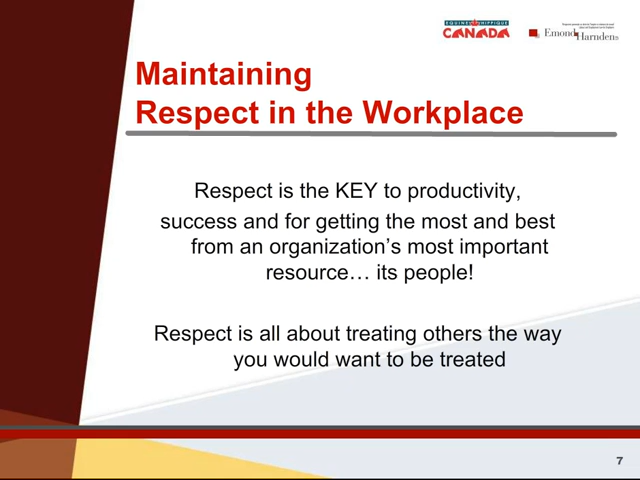 EQUINE HIPPIQUE
CANADA
Emond Harnden
Maintaining
Respect in the Workplace
Respect is the KEY to productivity,
success and for getting the most and best
from an organization’s most important
resource… its people!
Respect is all about treating others the way
you would want to be treated
7